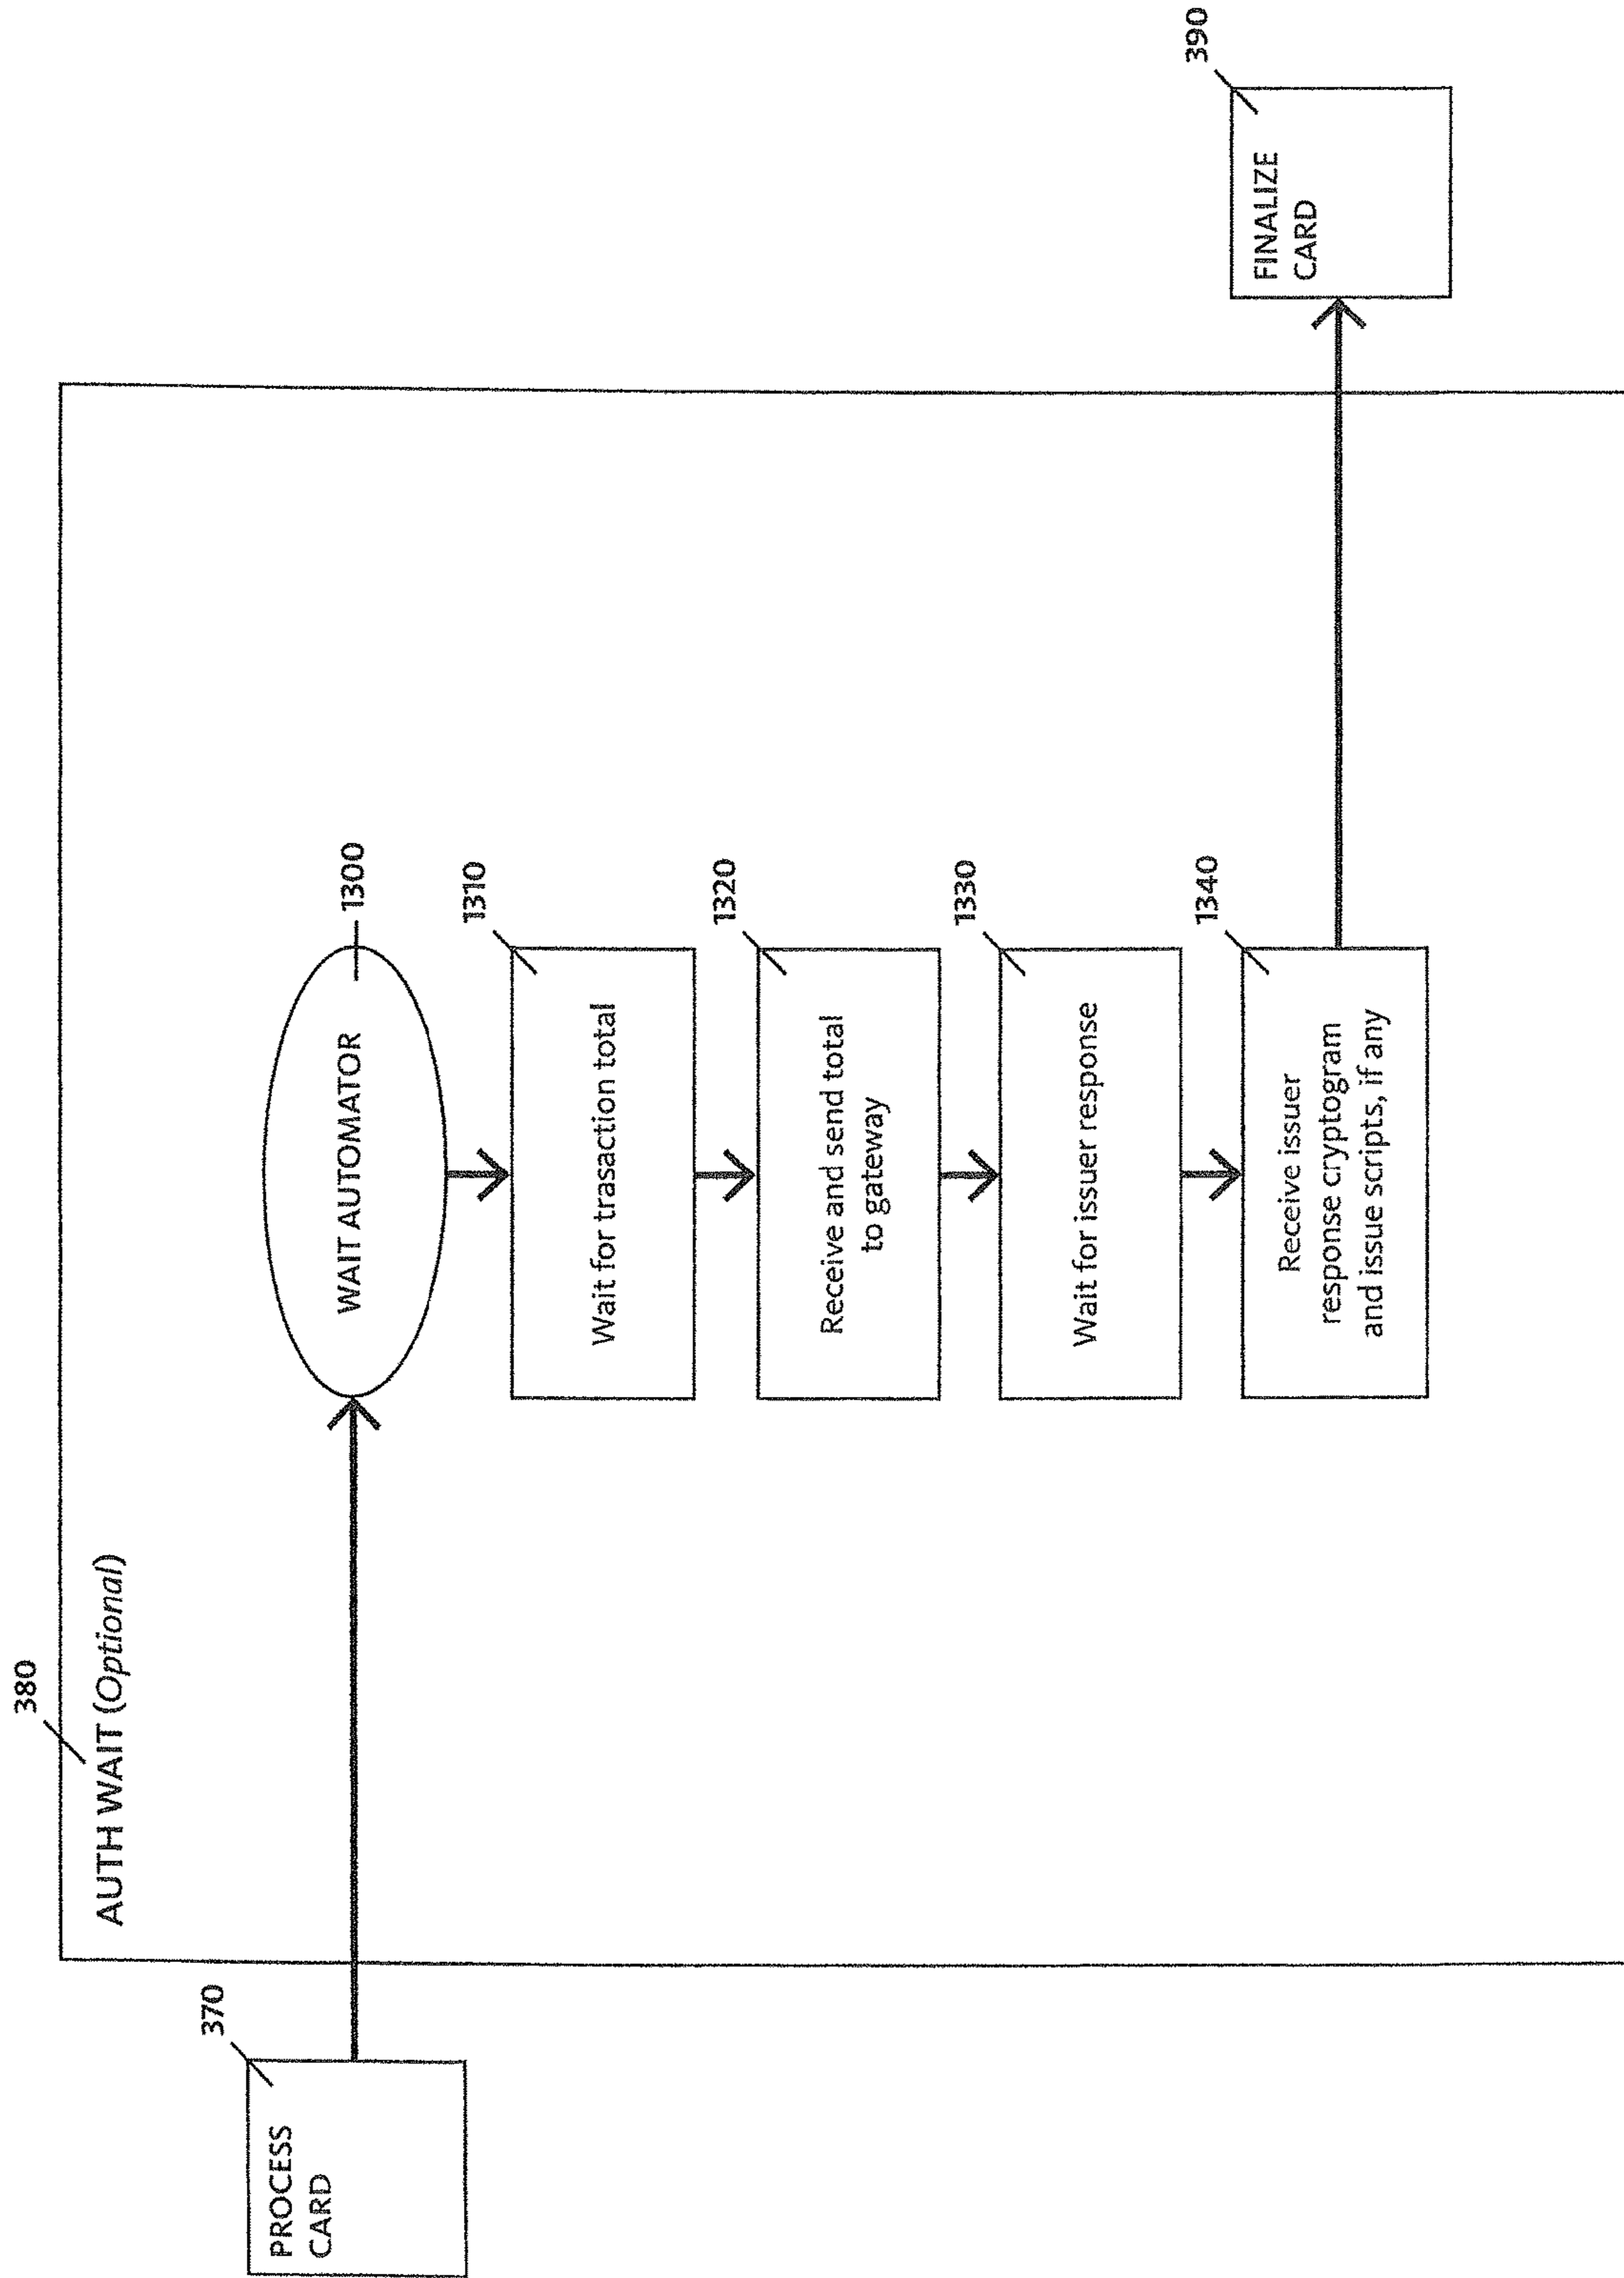 380
AUTH WAIT (Optional)
370
PROCESS
CARD
WAIT AUTOMATOR
1300
1310
Wait for trasaction total
1320
Receive and send total
to gateway
1330
Wait for issuer response
1340
Receive issuer
response cryptogram
and issue scripts, if any
390
FINALIZE
CARD